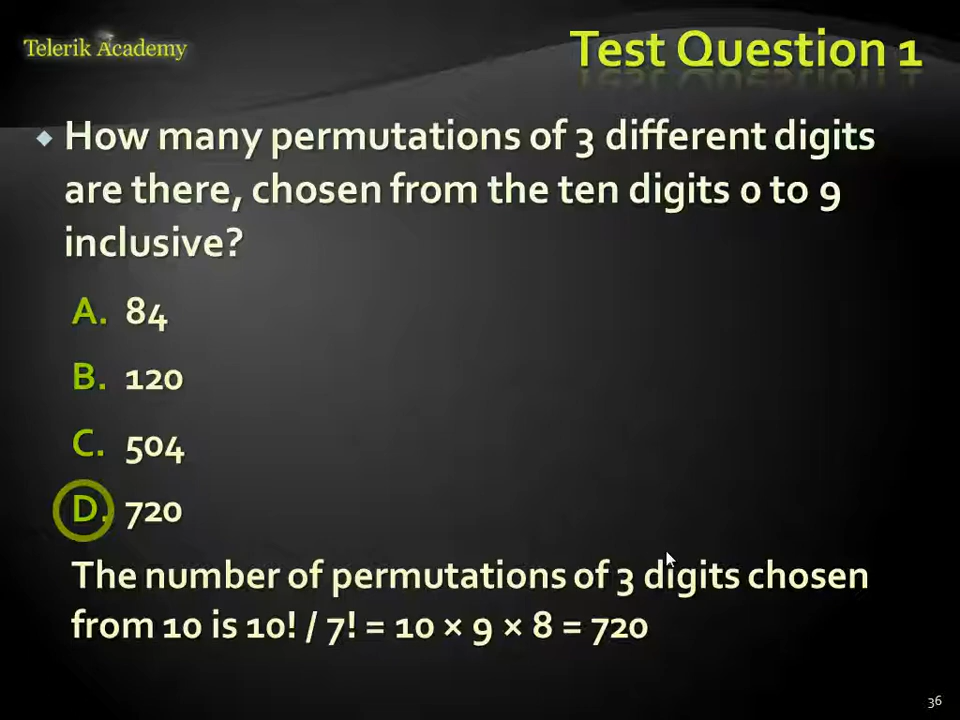 Telerik Academy
Test Question 1
How many permutations of 3 different digits
are there, chosen from the ten digits 0 to 9
inclusive?
A. 84
B. 120
C. 504
D. 720
The number of permutations of 3 digits chosen
from 10 is 10! / 7! = 10 × 9 × 8 = 720
36